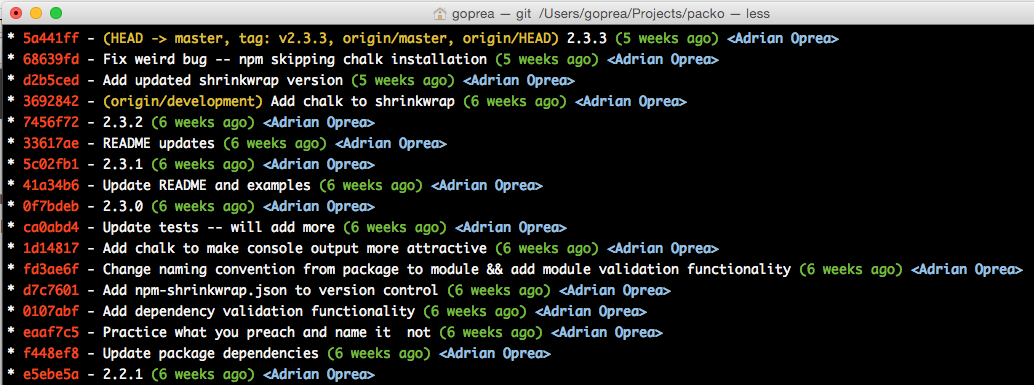 goprea — git /Users/goprea/Projects/packo — less
* 5a441ff - (HEAD -> master, tag: v2.3.3, origin/master, origin/HEAD) 2.3.3 (5 weeks ago) <Adrian Oprea>
* 68639fd - Fix weird bug -- npm skipping chalk installation (5 weeks ago) <Adrian Oprea>
* d2b5ced - Add updated shrinkwrap version (5 weeks ago) <Adrian Oprea>
* 3692842 - (origin/development) Add chalk to shrinkwrap (6 weeks ago) <Adrian Oprea>
* 7456f72 - 2.3.2 (6 weeks ago) <Adrian Oprea>
* 33617ae - README updates (6 weeks ago) <Adrian Oprea>
* 5c02fb1 - 2.3.1 (6 weeks ago) <Adrian Oprea>
* 41a34b6 - Update README and examples (6 weeks ago) <Adrian Oprea>
* 0f7bdeb - 2.3.0 (6 weeks ago) <Adrian Oprea>
* ca0abd4 - Update tests -- will add more (6 weeks ago) <Adrian Oprea>
* 1d14817 - Add chalk to make console output more attractive (6 weeks ago) <Adrian Oprea>
* fd3ae6f - Change naming convention from package to module && add module validation functionality (6 weeks ago) <Adrian Oprea>
* d7c7601 - Add npm-shrinkwrap.json to version control (6 weeks ago) <Adrian Oprea>
* 0107abf - Add dependency validation functionality (6 weeks ago) <Adrian Oprea>
* eaaf7c5 - Practice what you preach and name it  not (6 weeks ago) <Adrian Oprea>
* f448ef8 - Update package dependencies (6 weeks ago) <Adrian Oprea>
* e5ebe5a - 2.2.1 (6 weeks ago) <Adrian Oprea>